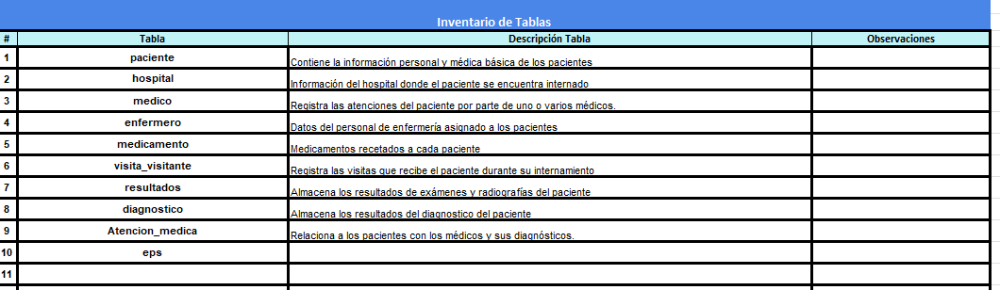 Inventario de Tablas
# Tabla Descripción Tabla Observaciones
1 paciente Contiene la información personal y médica básica de los pacientes
2 hospital Información del hospital donde el paciente se encuentra internado
3 medico Registra las atenciones del paciente por parte de uno o varios médicos.
4 enfermero Datos del personal de enfermería asignado a los pacientes
5 medicamento Medicamentos recetados a cada paciente
6 visita_visitante Registra las visitas que recibe el paciente durante su internamiento
7 resultados Almacena los resultados de exámenes y radiografías del paciente
8 diagnostico Almacena los resultados del diagnostico del paciente
9 Atencion_medica Relaciona a los pacientes con los médicos y sus diagnósticos.
10 eps
11